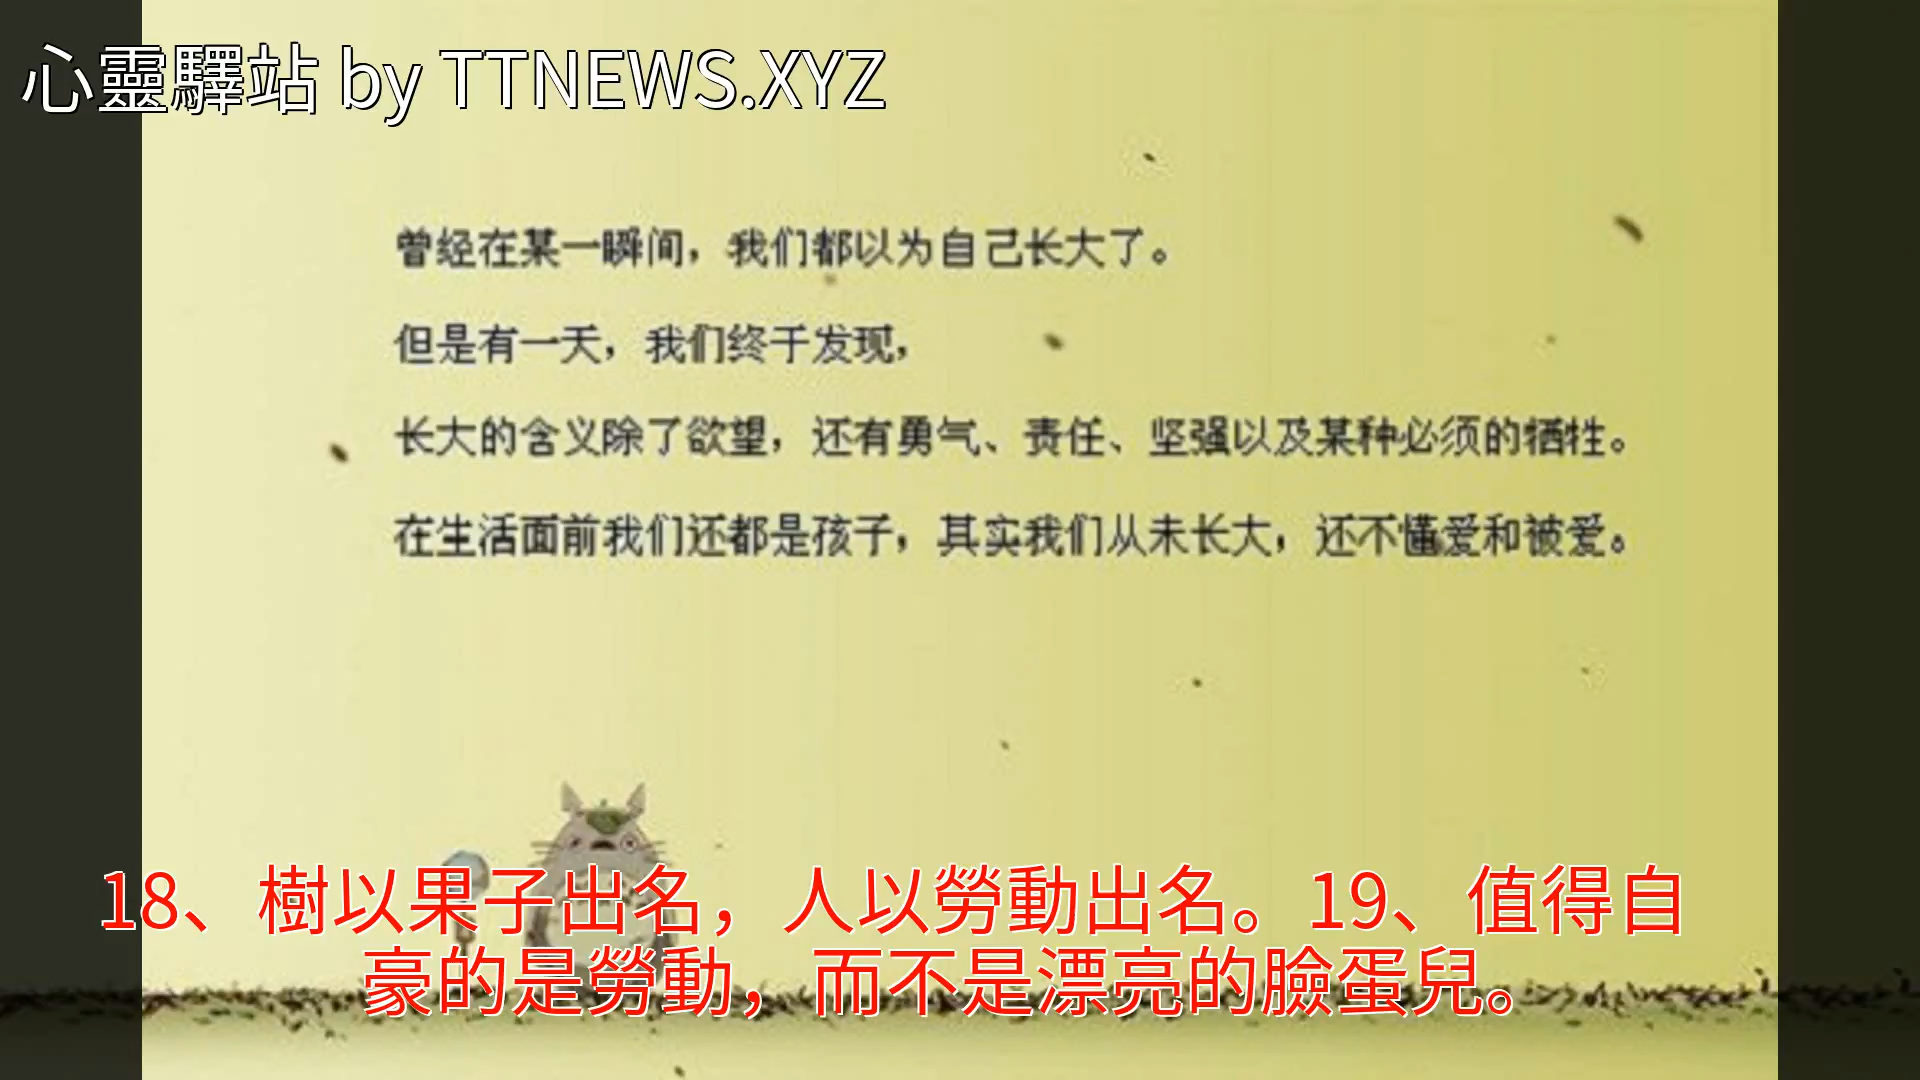 心靈驛站 by TTNEWS.XYZ
曾经在某一瞬间，我们都以为自己长大了。
但是有一天，我们终于发现，
长大的含义除了欲望，还有勇气、责任、坚强以及某种必须的牺牲。
在生活面前我们还都是孩子，其实我们从未长大，还不懂爱和被爱。
18、樹以果子出名，人以勞動出名。19、值得自
豪的是勞動，而不是漂亮的臉蛋兒。